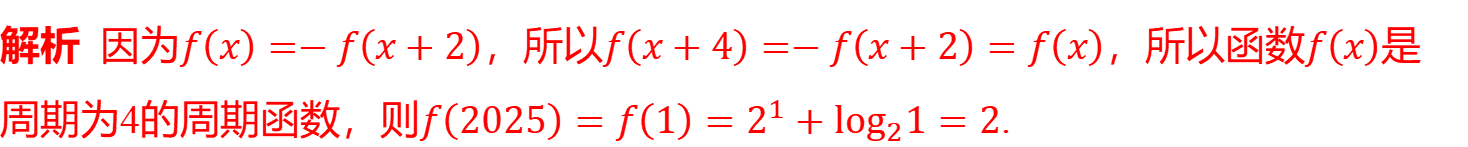 解析 因为f(x)=−f(x+2)，所以f(x+4)=−f(x+2)=f(x)，所以函数f(x)是
周期为4的周期函数，则f(2025)=f(1)=2¹+log₂1=2.